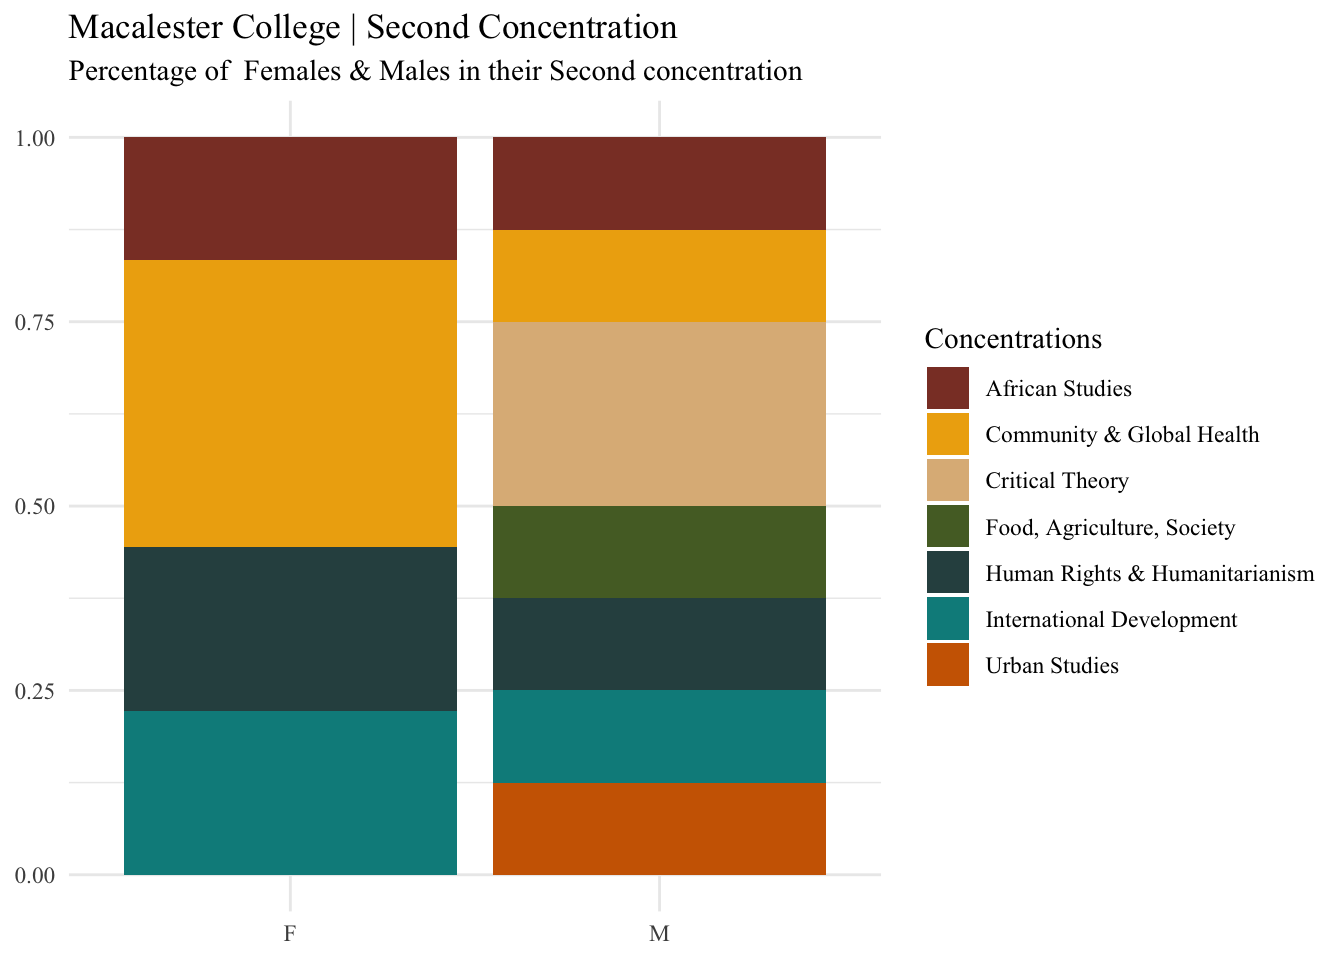 Macalester College | Second Concentration
Percentage of  Females & Males in their Second concentration
1.00
0.75
0.50
0.25
0.00
F
M
Concentrations
African Studies
Community & Global Health
Critical Theory
Food, Agriculture, Society
Human Rights & Humanitarianism
International Development
Urban Studies